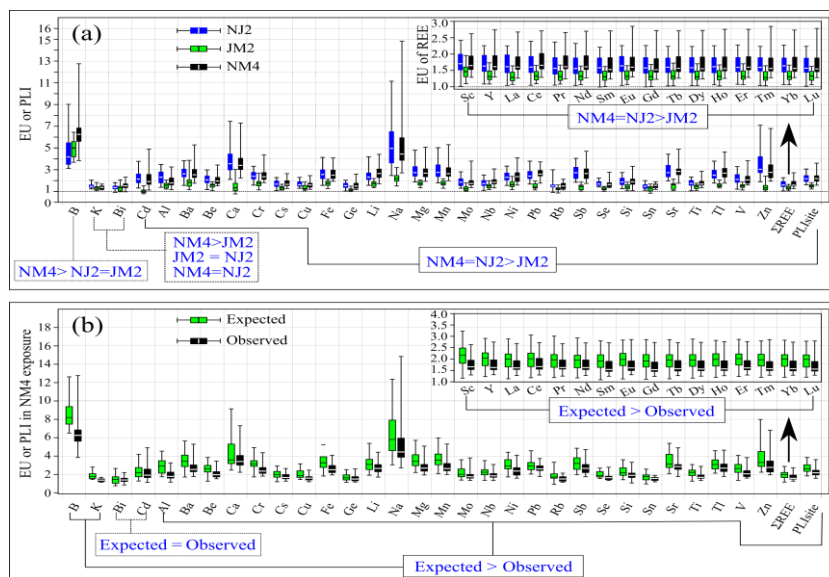 (a)
NJ2
JM2
NM4
EU or PLI
16
14
12
10
9
7
5
4
3
2
1
0
EU of REE
3.0
2.5
2.0
1.5
1.0
Sc Y La Ce Pr Nd Sm Eu Gd Tb Dy Ho Er Tm Yb Lu
NM4=NJ2>JM2
B K Bi Cd Al Ba Be Ca Cr Cs Cu Fe Ge Li Na Mg Mn Mo Nb Ni Pb Rb Sb Se Si Sn Sr Ti Tl V Zn ΣREE PLIsite
NM4> NJ2=JM2
NM4>JM2
JM2 = NJ2
NM4=NJ2
NM4=NJ2>JM2
(b)
Expected
Observed
EU or PLI in NM4 exposure
18
16
14
12
10
8
6
4
2
0
4.0
3.5
3.0
2.5
2.0
1.5
1.0
Sc Y La Ce Pr Nd Sm Eu Gd Tb Dy Ho Er Tm Yb Lu
Expected > Observed
B K Bi Cd Al Ba Be Ca Cr Cs Cu Fe Ge Li Na Mg Mn Mo Nb Ni Pb Rb Sb Se Si Sn Sr Ti Tl V Zn ΣREE PLIsite
Expected = Observed
Expected > Observed